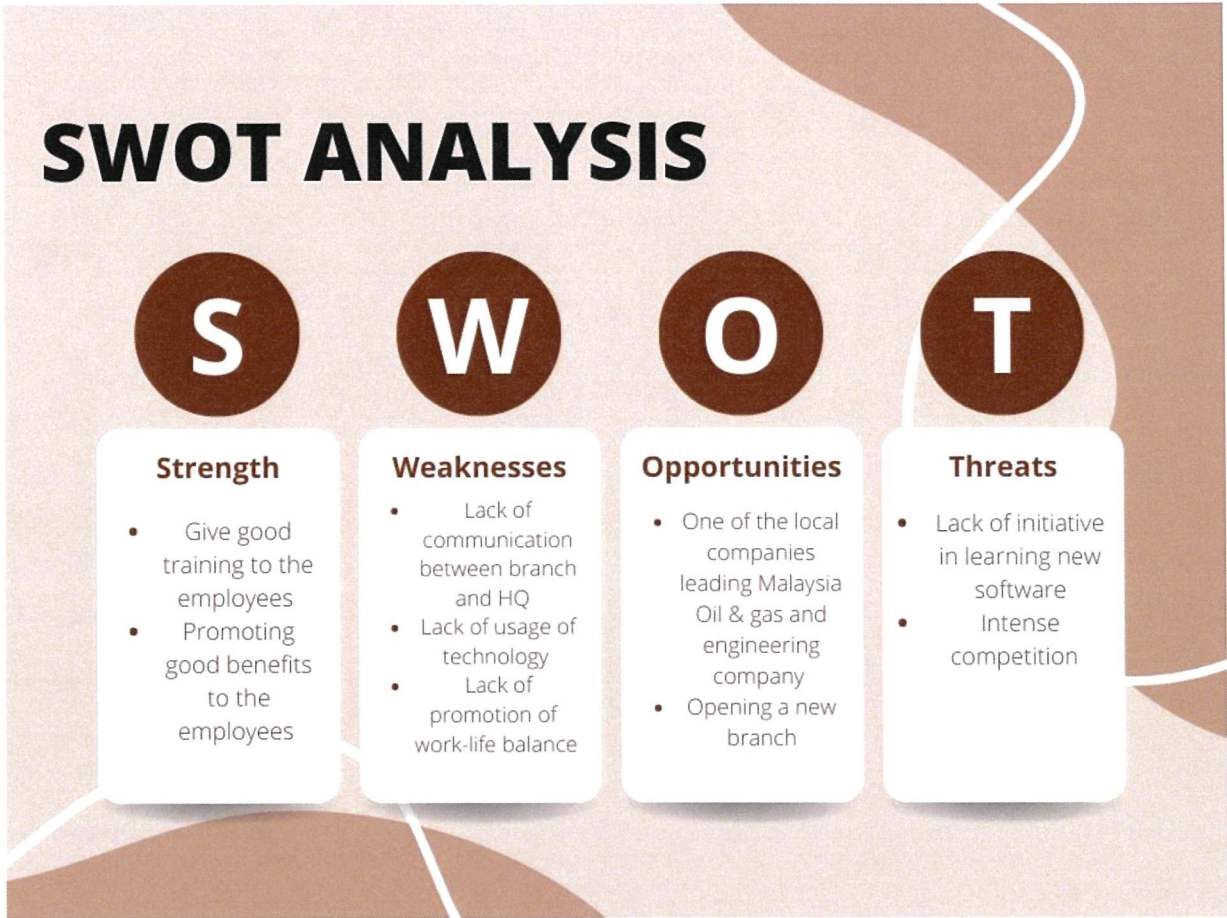 SWOT ANALYSIS
S
W
O
T
Strength
• Give good
training to the
employees
• Promoting
good benefits
to the
employees
Weaknesses
• Lack of
communication
between branch
and HQ
• Lack of usage of
technology
• Lack of
promotion of
work-life balance
Opportunities
• One of the local
companies
leading Malaysia
Oil & gas and
engineering
company
• Opening a new
branch
Threats
• Lack of initiative
in learning new
software
• Intense
competition